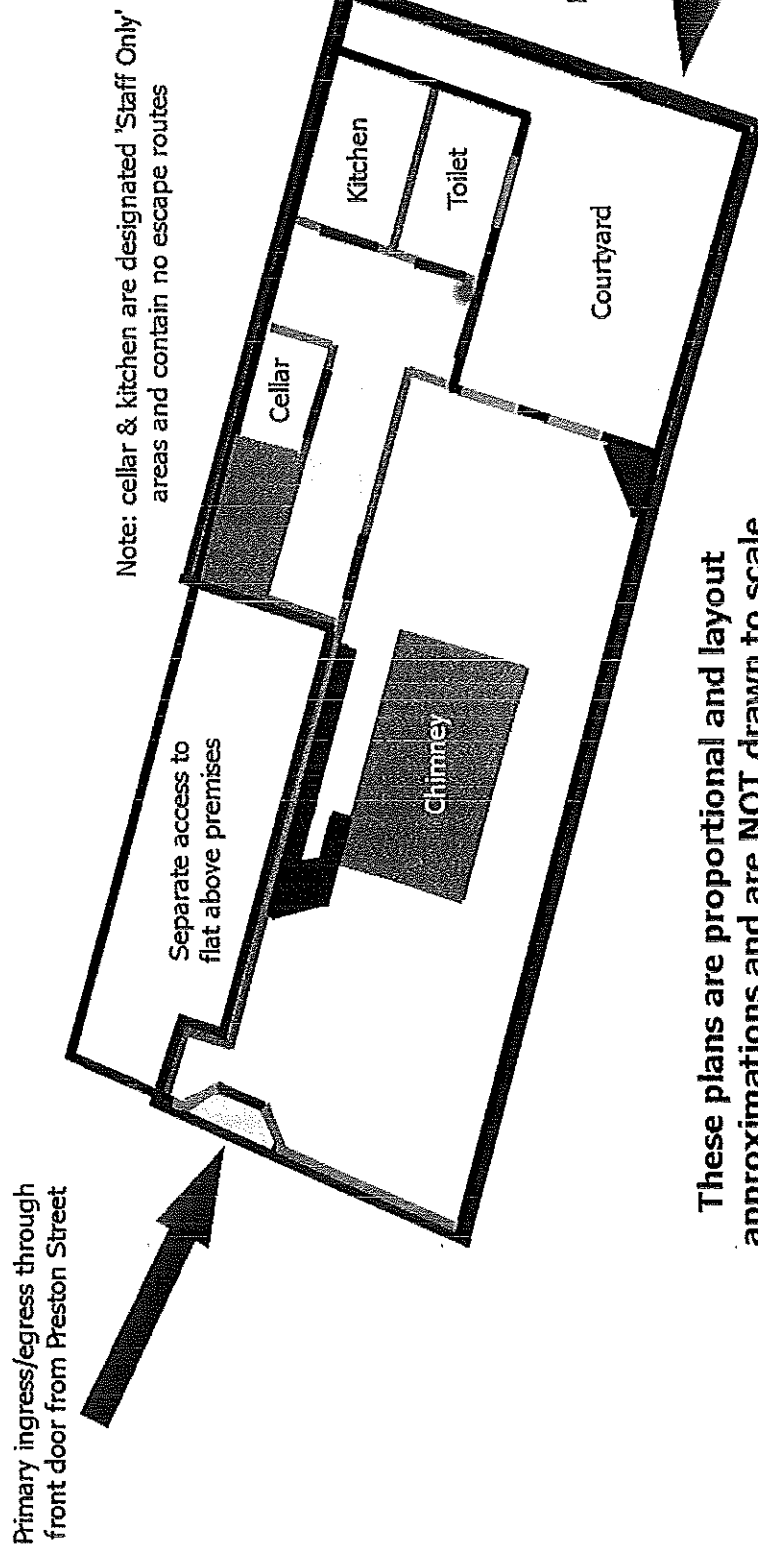 Primary ingress/egress through
front door from Preston Street
Note: cellar & kitchen are designated 'Staff Only'
areas and contain no escape routes
Separate access to
flat above premises
Cellar
Kitchen
Toilet
Chimney
Courtyard
These plans are proportional and layout
approximations and are NOT drawn to scale